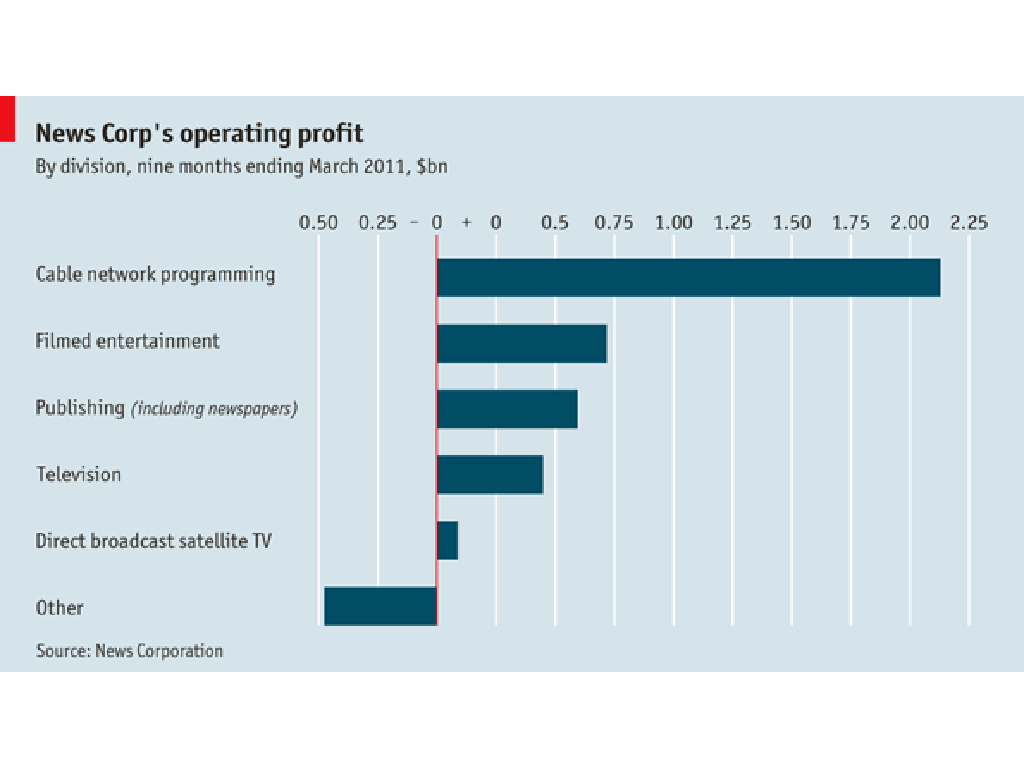 News Corp's operating profit
By division, nine months ending March 2011, $bn
0.50 0.25 – 0 + 0 0.5 0.75 1.00 1.25 1.50 1.75 2.00 2.25
Cable network programming
Filmed entertainment
Publishing (including newspapers)
Television
Direct broadcast satellite TV
Other
Source: News Corporation